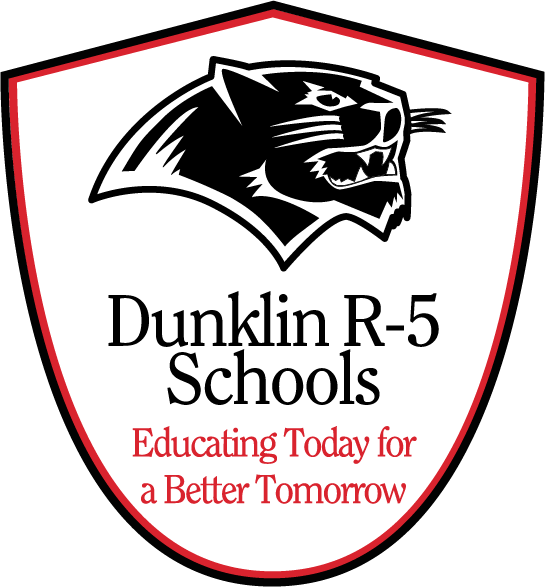 Dunklin R-5
Schools
Educating Today for
a Better Tomorrow